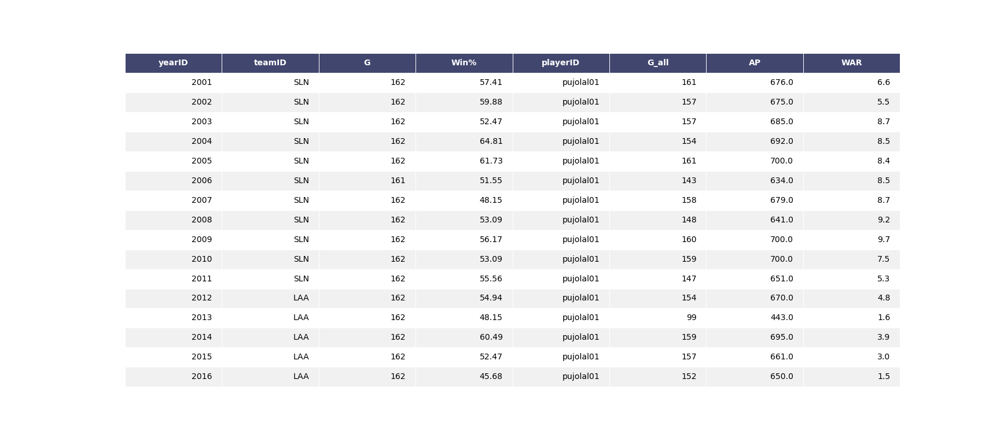 yearID teamID G Win% playerID G_all AP WAR
2001 SLN 162 57.41 pujolal01 161 676.0 6.6
2002 SLN 162 59.88 pujolal01 157 675.0 5.5
2003 SLN 162 52.47 pujolal01 157 685.0 8.7
2004 SLN 162 64.81 pujolal01 154 692.0 8.5
2005 SLN 162 61.73 pujolal01 161 700.0 8.4
2006 SLN 161 51.55 pujolal01 143 634.0 8.5
2007 SLN 162 48.15 pujolal01 158 679.0 8.7
2008 SLN 162 53.09 pujolal01 148 641.0 9.2
2009 SLN 162 56.17 pujolal01 160 700.0 9.7
2010 SLN 162 53.09 pujolal01 159 700.0 7.5
2011 SLN 162 55.56 pujolal01 147 651.0 5.3
2012 LAA 162 54.94 pujolal01 154 670.0 4.8
2013 LAA 162 48.15 pujolal01 99 443.0 1.6
2014 LAA 162 60.49 pujolal01 159 695.0 3.9
2015 LAA 162 52.47 pujolal01 157 661.0 3.0
2016 LAA 162 45.68 pujolal01 152 650.0 1.5